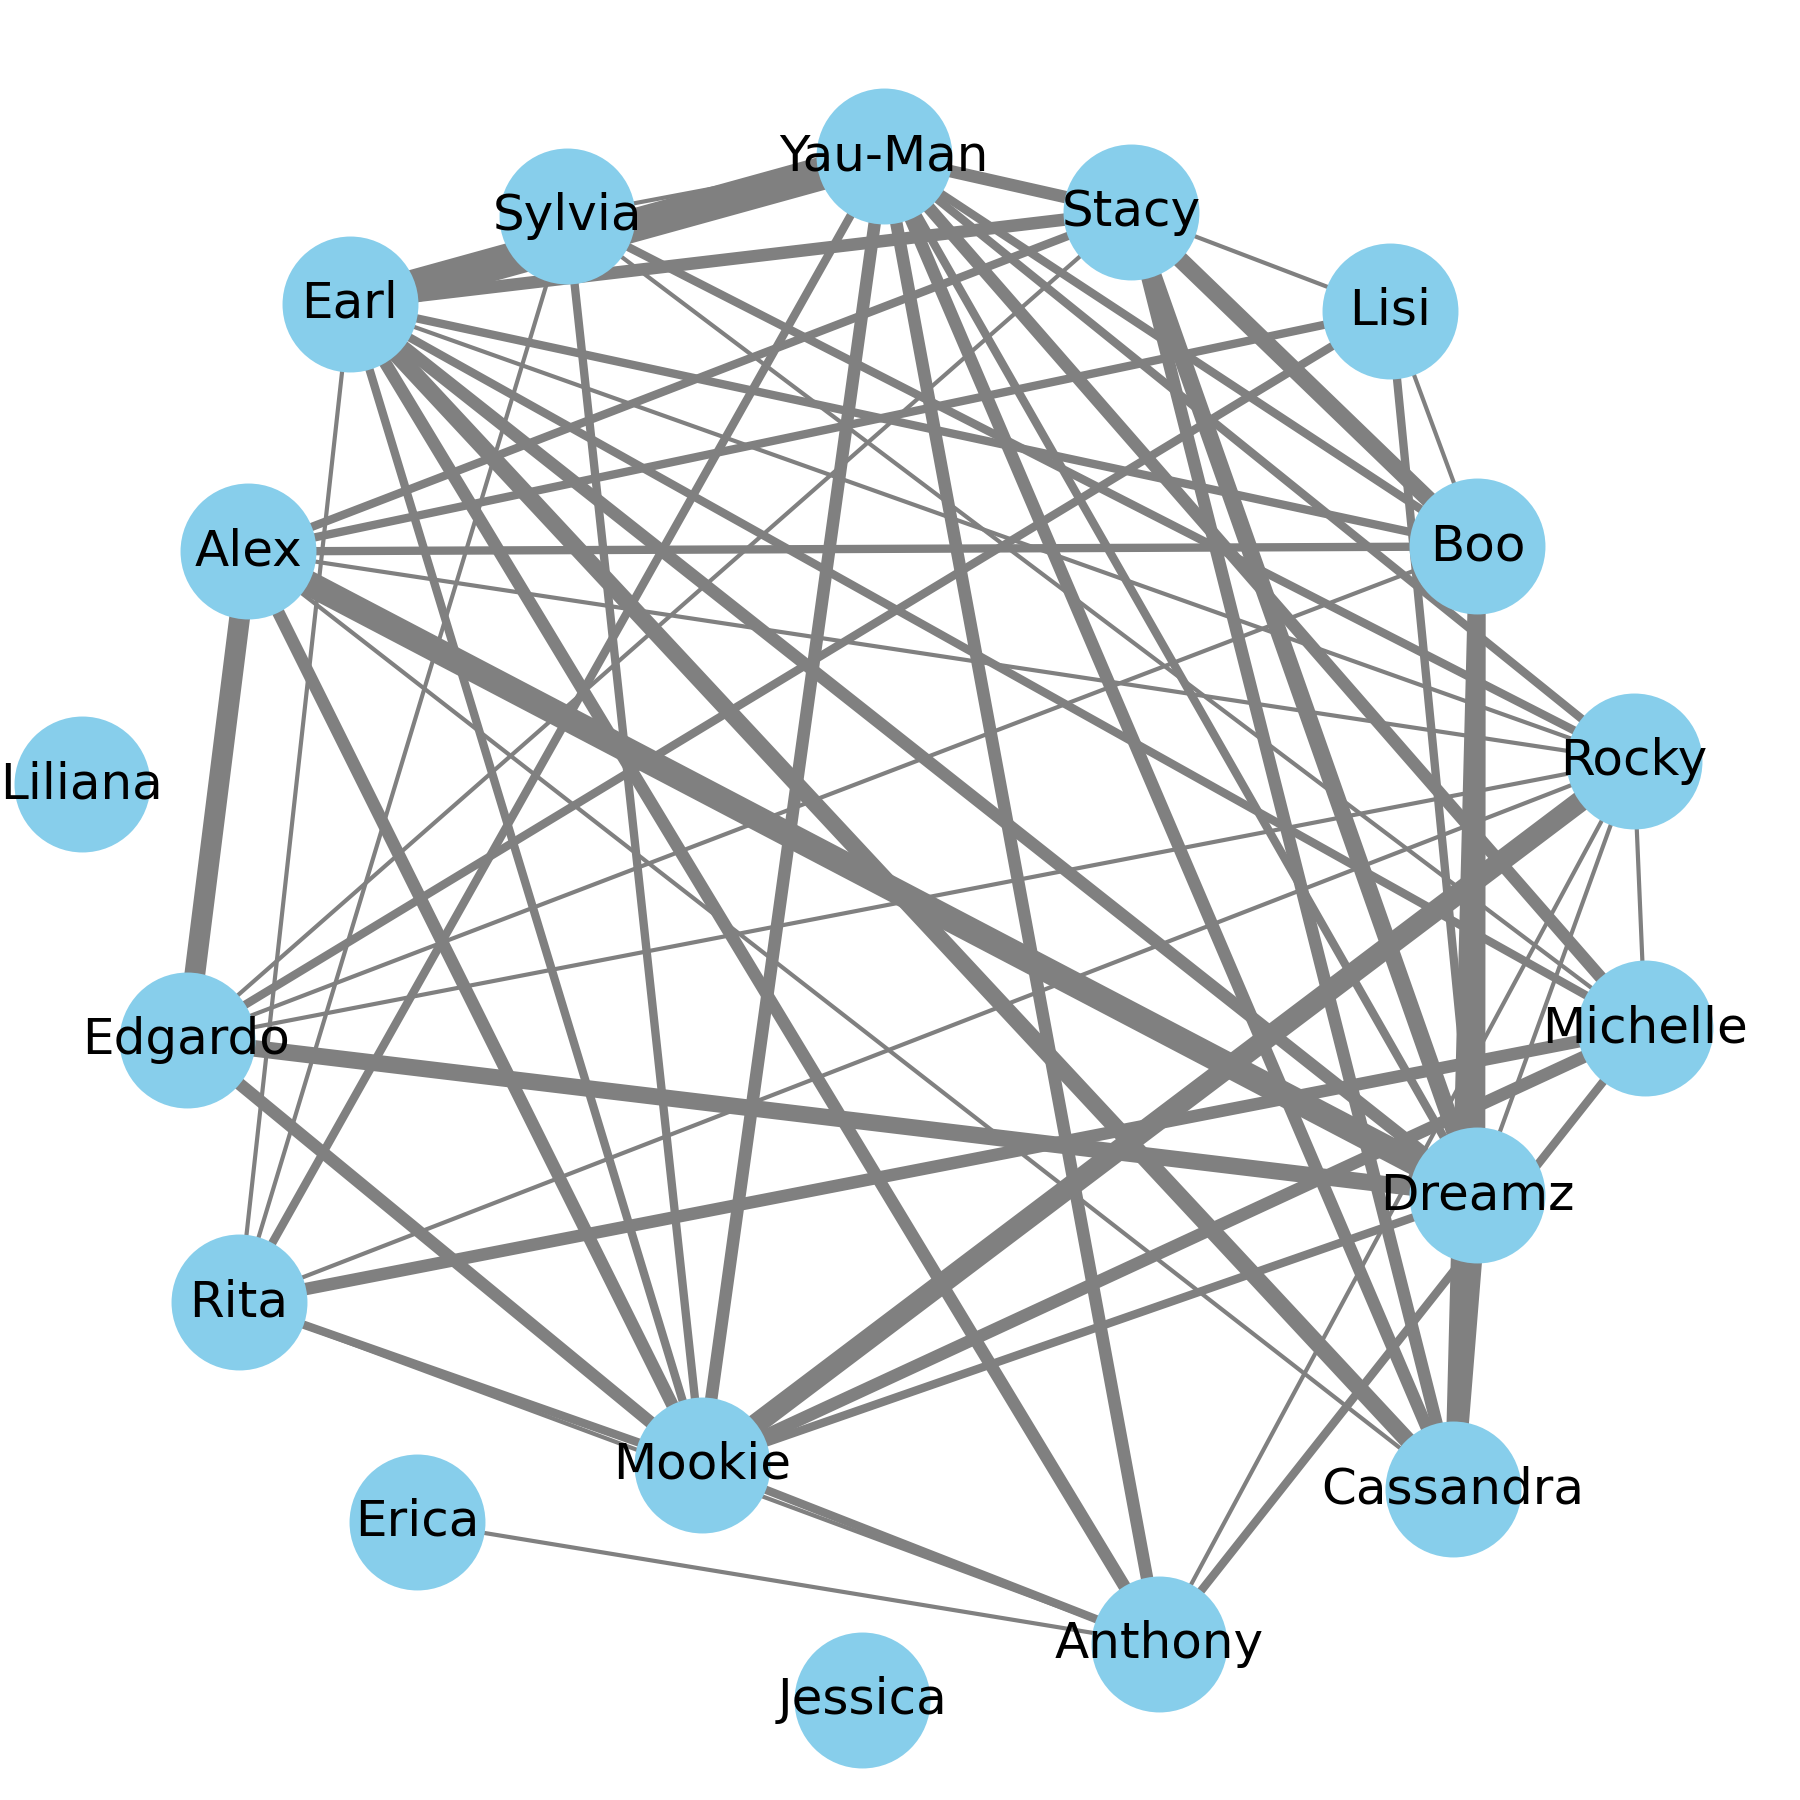 Yau-Man
Stacy
Sylvia
Earl
Lisi
Alex
Boo
Rocky
Liliana
Michelle
Edgardo
Dreamz
Rita
Mookie
Cassandra
Erica
Anthony
Jessica